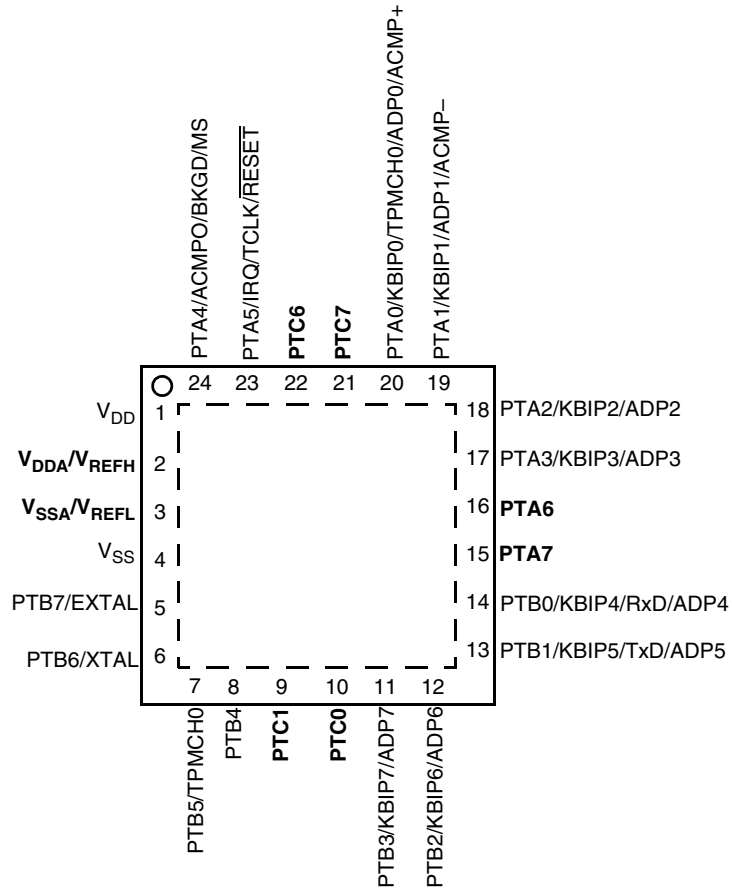 PTA4/ACMPO/BKGD/MS
PTA5/IRQ/TCLK/RESET
PTC6
PTC7
PTA0/KBIP0/TPMCH0/ADP0/ACMP+
PTA1/KBIP1/ADP1/ACMP–
24 23 22 21 20 19
VDD 1
VDDA/VREFH 2
VSSA/VREFL 3
VSS 4
PTB7/EXTAL 5
PTB6/XTAL 6
18 PTA2/KBIP2/ADP2
17 PTA3/KBIP3/ADP3
16 PTA6
15 PTA7
14 PTB0/KBIP4/RxD/ADP4
13 PTB1/KBIP5/TxD/ADP5
7 8 9 10 11 12
PTB5/TPMCH0
PTB4
PTC1
PTC0
PTB3/KBIP7/ADP7
PTB2/KBIP6/ADP6